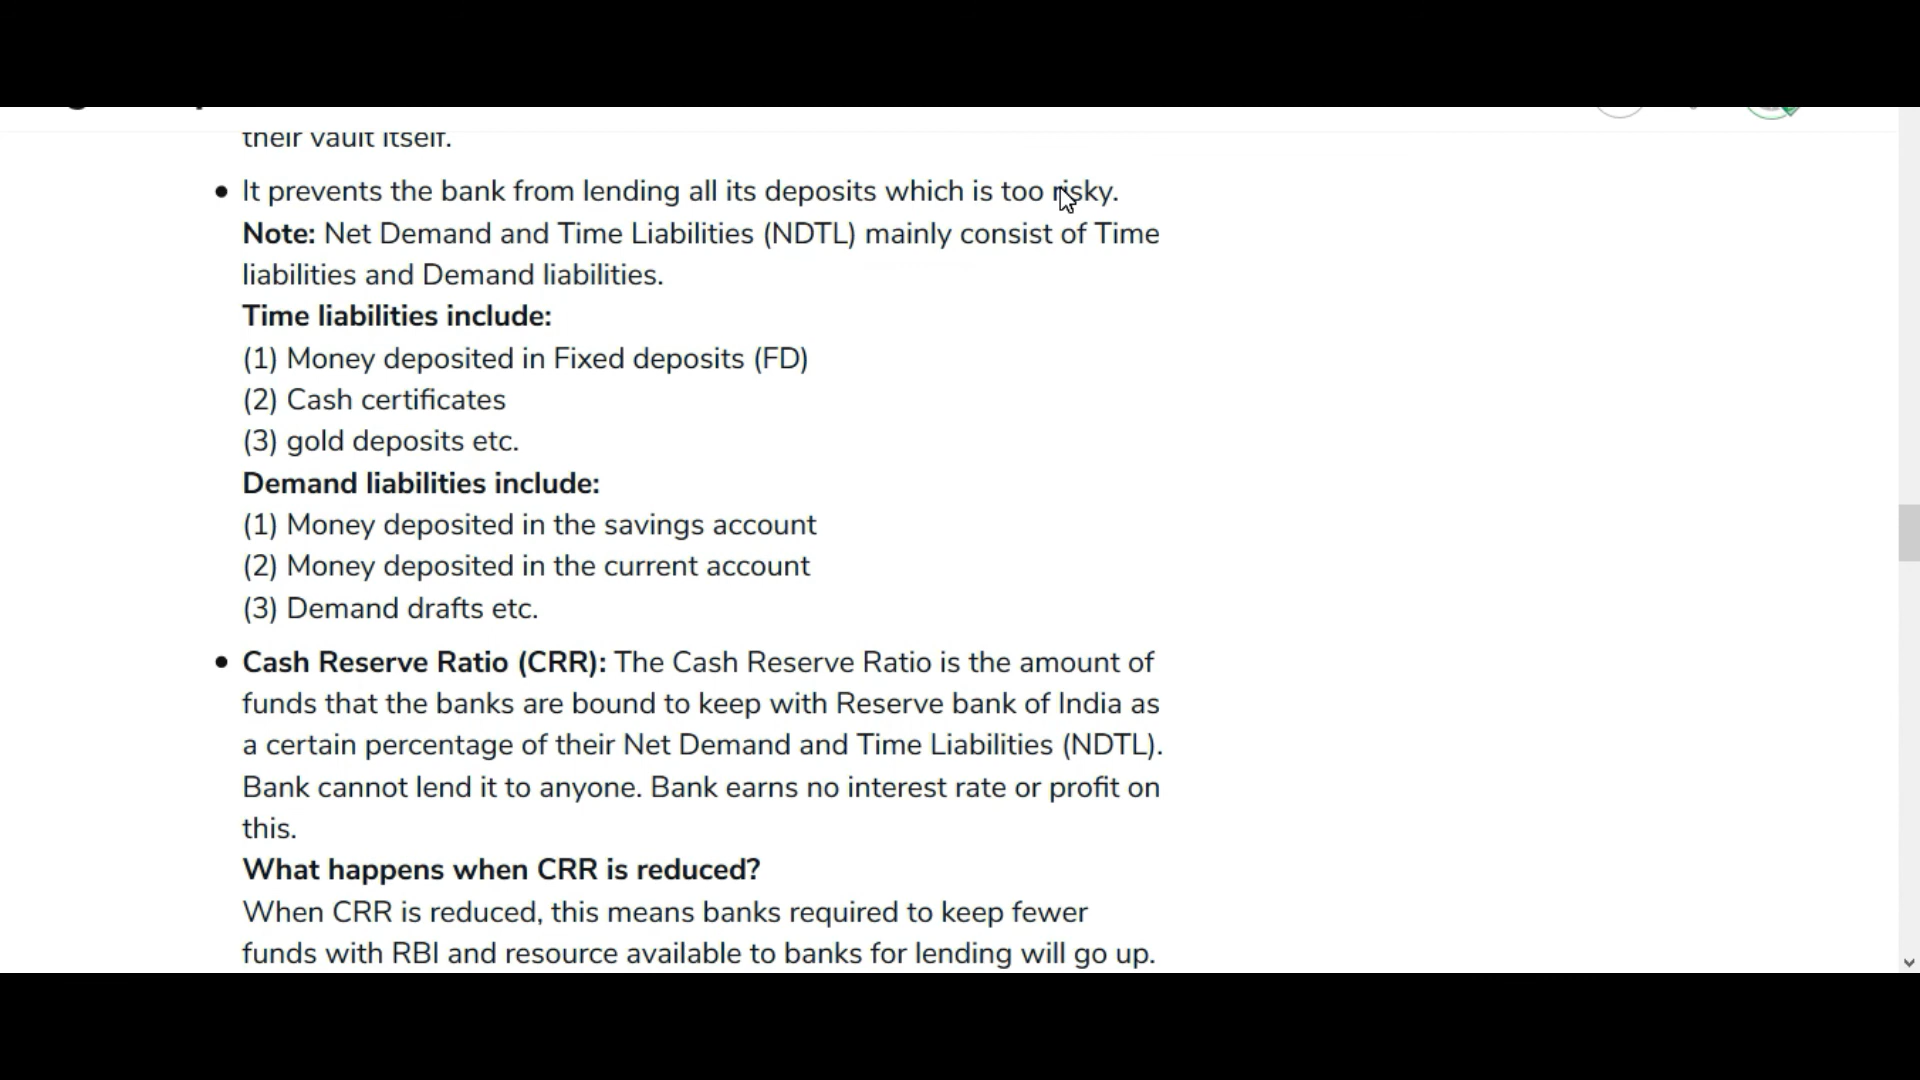 their vault itself.
• It prevents the bank from lending all its deposits which is too risky.
Note: Net Demand and Time Liabilities (NDTL) mainly consist of Time
liabilities and Demand liabilities.
Time liabilities include:
(1) Money deposited in Fixed deposits (FD)
(2) Cash certificates
(3) gold deposits etc.
Demand liabilities include:
(1) Money deposited in the savings account
(2) Money deposited in the current account
(3) Demand drafts etc.
• Cash Reserve Ratio (CRR): The Cash Reserve Ratio is the amount of
funds that the banks are bound to keep with Reserve bank of India as
a certain percentage of their Net Demand and Time Liabilities (NDTL).
Bank cannot lend it to anyone. Bank earns no interest rate or profit on
this.
What happens when CRR is reduced?
When CRR is reduced, this means banks required to keep fewer
funds with RBI and resource available to banks for lending will go up.